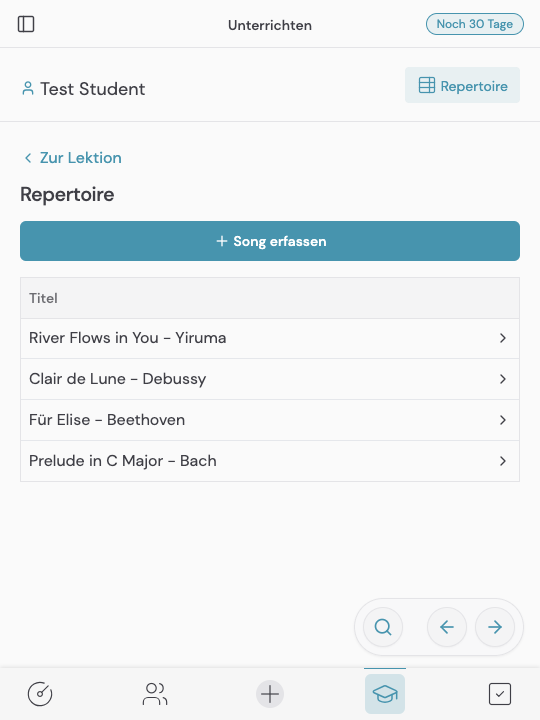 Unterrichten
Noch 30 Tage
Test Student
Repertoire
Zur Lektion
Repertoire
Song erfassen
Titel
River Flows in You – Yiruma
Clair de Lune – Debussy
Für Elise – Beethoven
Prelude in C Major – Bach